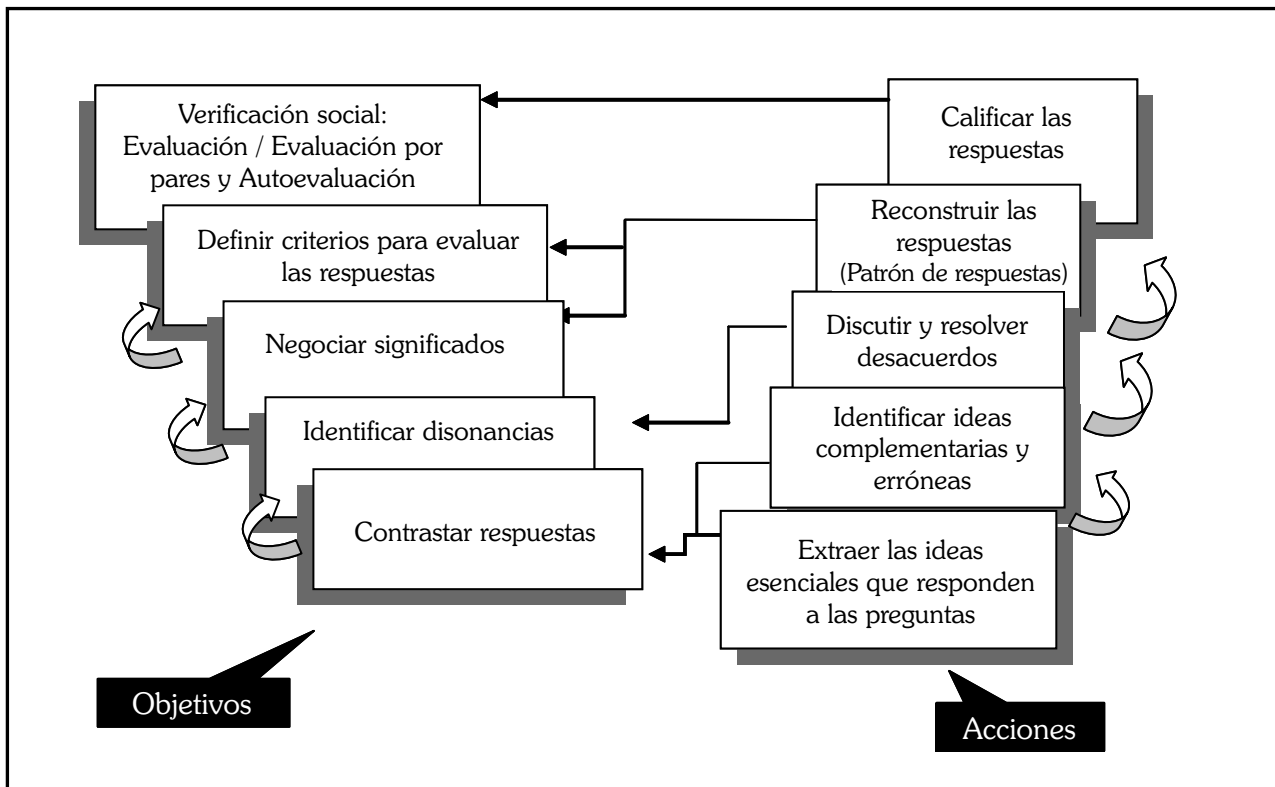 Verificación social:
Evaluación / Evaluación por
pares y Autoevaluación
Definir criterios para evaluar
las respuestas
Negociar significados
Identificar disonancias
Contrastar respuestas
Objetivos
Calificar las
respuestas
Reconstruir las
respuestas
(Patrón de respuestas)
Discutir y resolver
desacuerdos
Identificar ideas
complementarias y
erróneas
Extraer las ideas
esenciales que responden
a las preguntas
Acciones